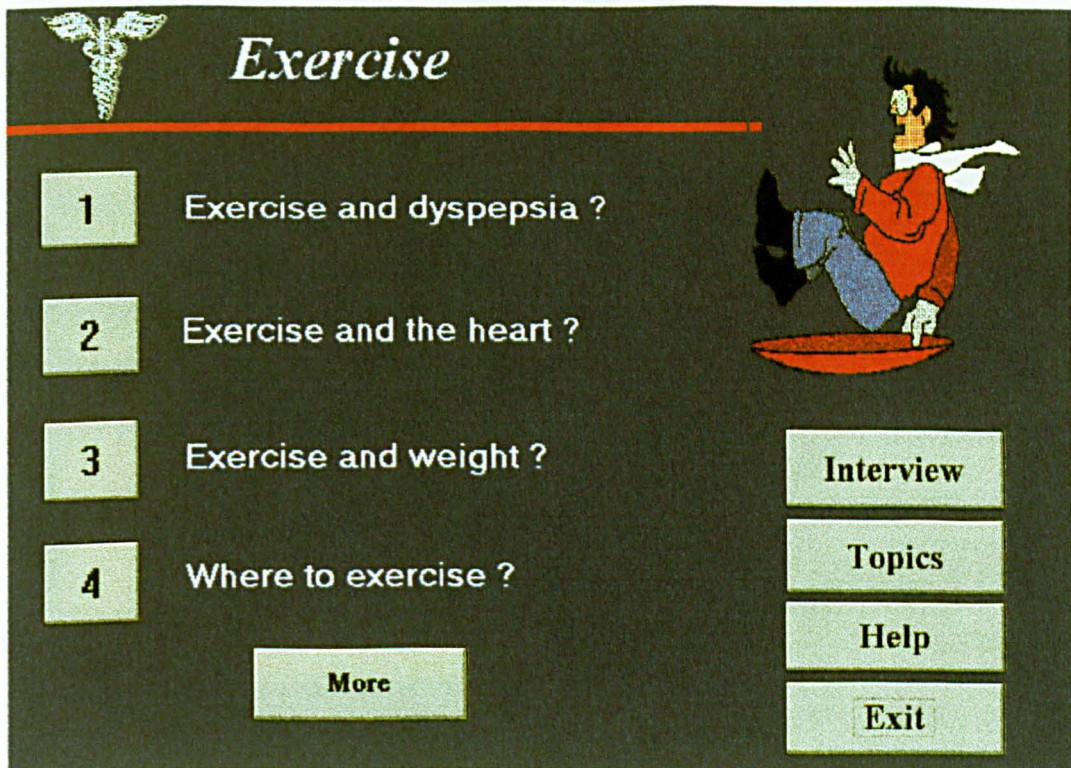 Exercise
1 Exercise and dyspepsia ?
2 Exercise and the heart ?
3 Exercise and weight ?
4 Where to exercise ?
More
Interview
Topics
Help
Exit